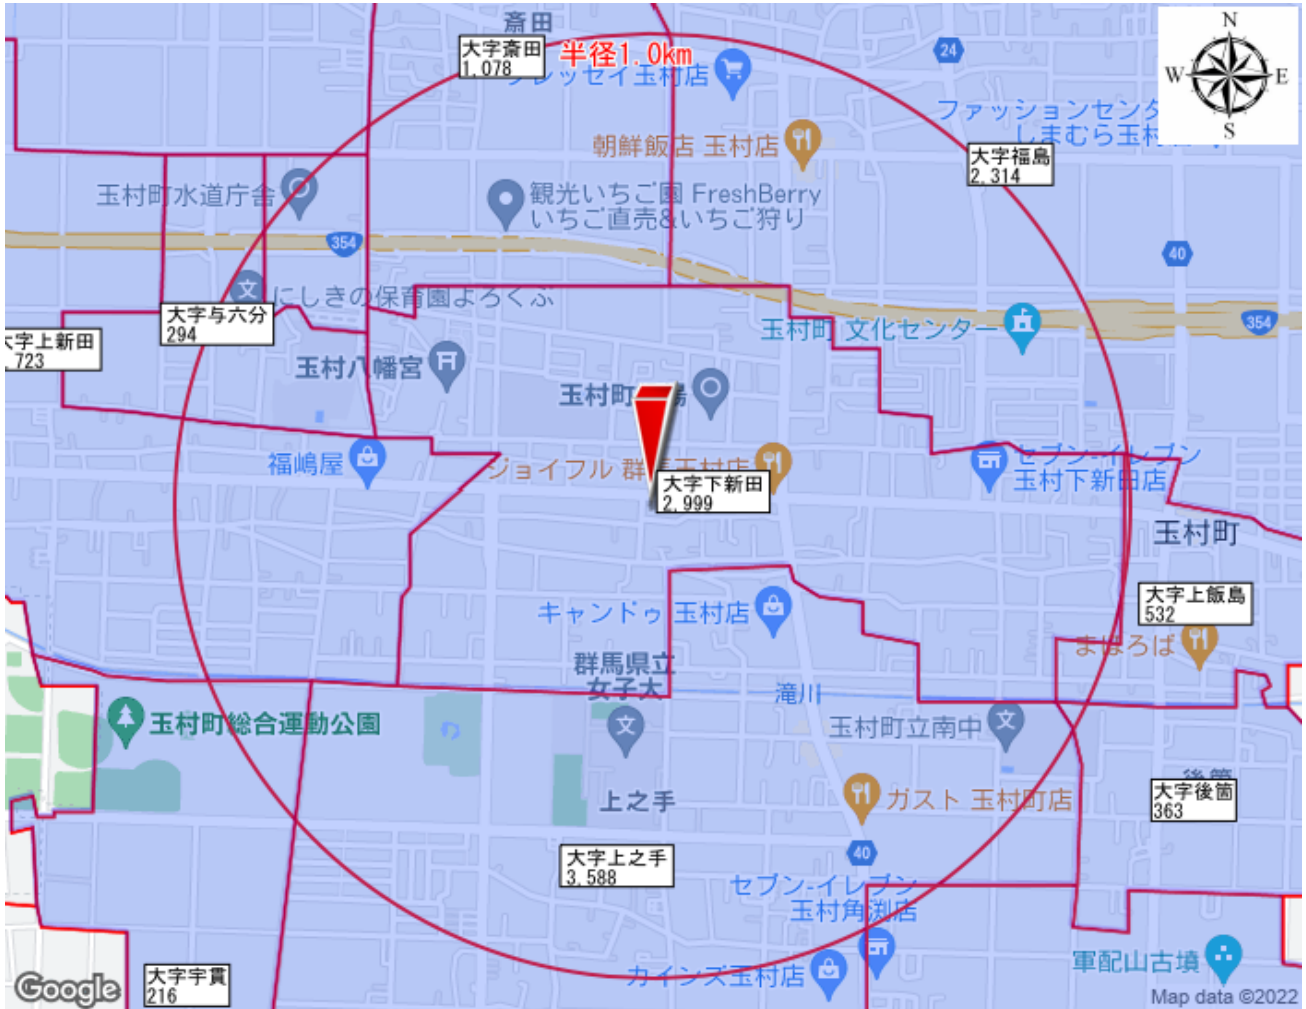 斎田
大字斎田
1,078
半径1.0km
フレッセイ玉村店
24
N
W
E
S
ファッションセンタ
しまむら玉村
朝鮮飯店 玉村店
大字福島
2,314
玉村町水道庁舎
観光いちご園 FreshBerry
いちご直売&いちご狩り
354
40
にしきの保育園よろくぶ
大字与六分
294
大字上新田
,723
玉村町 文化センター
354
玉村八幡宮
玉村町
福嶋屋
ジョイフル 群馬玉村店
セブン-イレブン
玉村下新田店
大字下新田
2,999
玉村町
大字上飯島
532
キャンドゥ 玉村店
まほろば
群馬県立
女子大
滝川
玉村町総合運動公園
玉村町立南中
後箇
大字後箇
363
上之手
ガスト 玉村町店
40
大字上之手
3,588
セブン-イレブン
玉村角渕店
大字宇貫
216
カインズ玉村店
軍配山古墳
Google
Map data ©2022